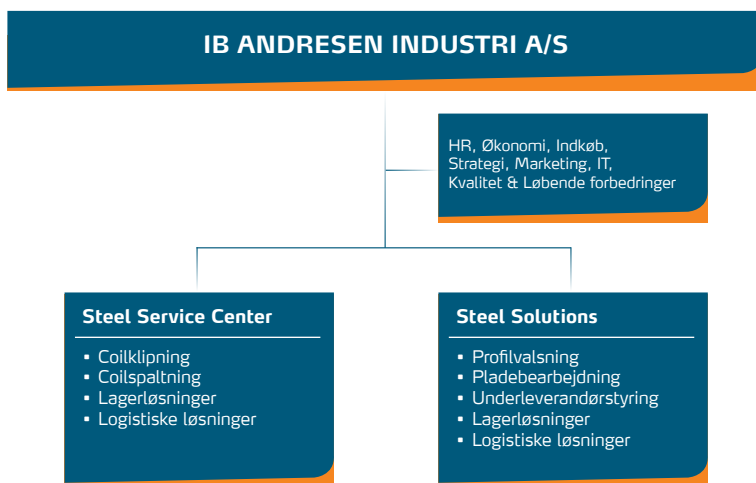 IB ANDRESEN INDUSTRI A/S
HR, Økonomi, Indkøb,
Strategi, Marketing, IT,
Kvalitet & Løbende forbedringer
Steel Service Center
▪ Coilklipning
▪ Coilspaltning
▪ Lagerløsninger
▪ Logistiske løsninger
Steel Solutions
▪ Profilvalsning
▪ Pladebearbejdning
▪ Underleverandørstyring
▪ Lagerløsninger
▪ Logistiske løsninger